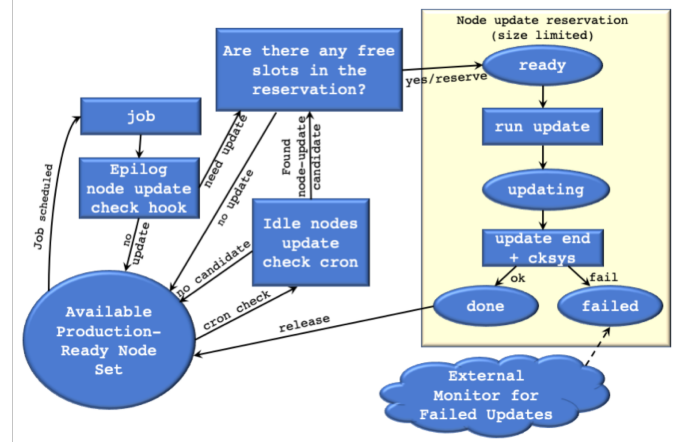 Node update reservation
(size limited)
Are there any free
slots in the
reservation?
yes/reserve
ready
job
run update
Job scheduled
Epilog
node update
check hook
need update
Found
node-update
candidate
no update
no
update
updating
Idle nodes
update
check cron
update end
+ cksys
no candidate
ok
fail
Available
Production-
Ready Node
Set
cron check
release
done
failed
External
Monitor for
Failed Updates